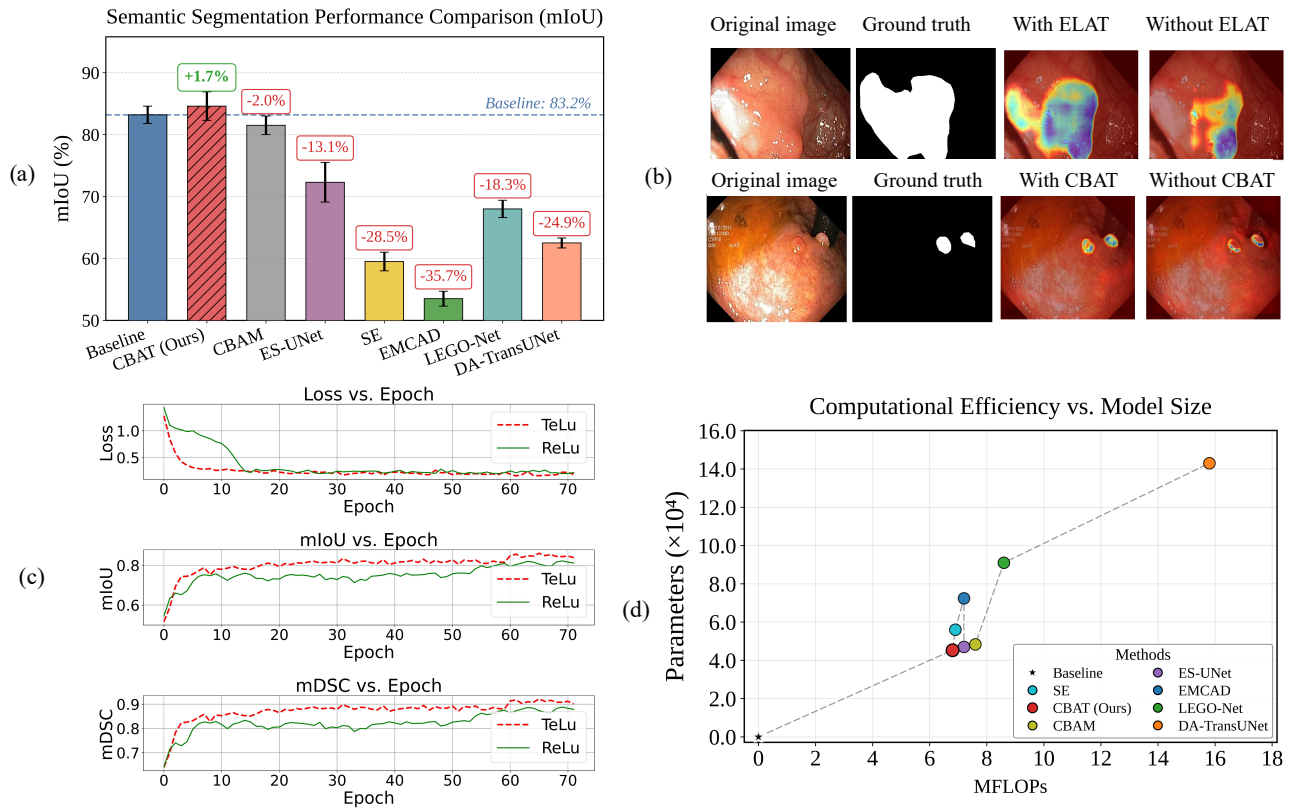 (a)
Semantic Segmentation Performance Comparison (mIoU)
mIoU (%)
90
80
70
60
50
+1.7%
-2.0%
-13.1%
-28.5%
-35.7%
-18.3%
-24.9%
Baseline: 83.2%
Baseline
CBAT (Ours)
CBAM
ES-UNet
SE
EMCAD
LEGO-Net
DA-TransUNet
(b)
Original image Ground truth With ELAT Without ELAT
Original image Ground truth With CBAT Without CBAT
(c)
Loss vs. Epoch
Loss
1.0
0.5
TeLu
ReLu
0 10 20 30 40 50 60 70
Epoch
mIoU vs. Epoch
mIoU
0.8
0.6
TeLu
ReLu
0 10 20 30 40 50 60 70
Epoch
mDSC vs. Epoch
mDSC
0.9
0.8
0.7
TeLu
ReLu
0 10 20 30 40 50 60 70
Epoch
(d)
Computational Efficiency vs. Model Size
Parameters (×10⁴)
16.0
14.0
12.0
10.0
8.0
6.0
4.0
2.0
0.0
Methods
Baseline
SE
CBAT (Ours)
CBAM
ES-UNet
EMCAD
LEGO-Net
DA-TransUNet
0 2 4 6 8 10 12 14 16 18
MFLOPs